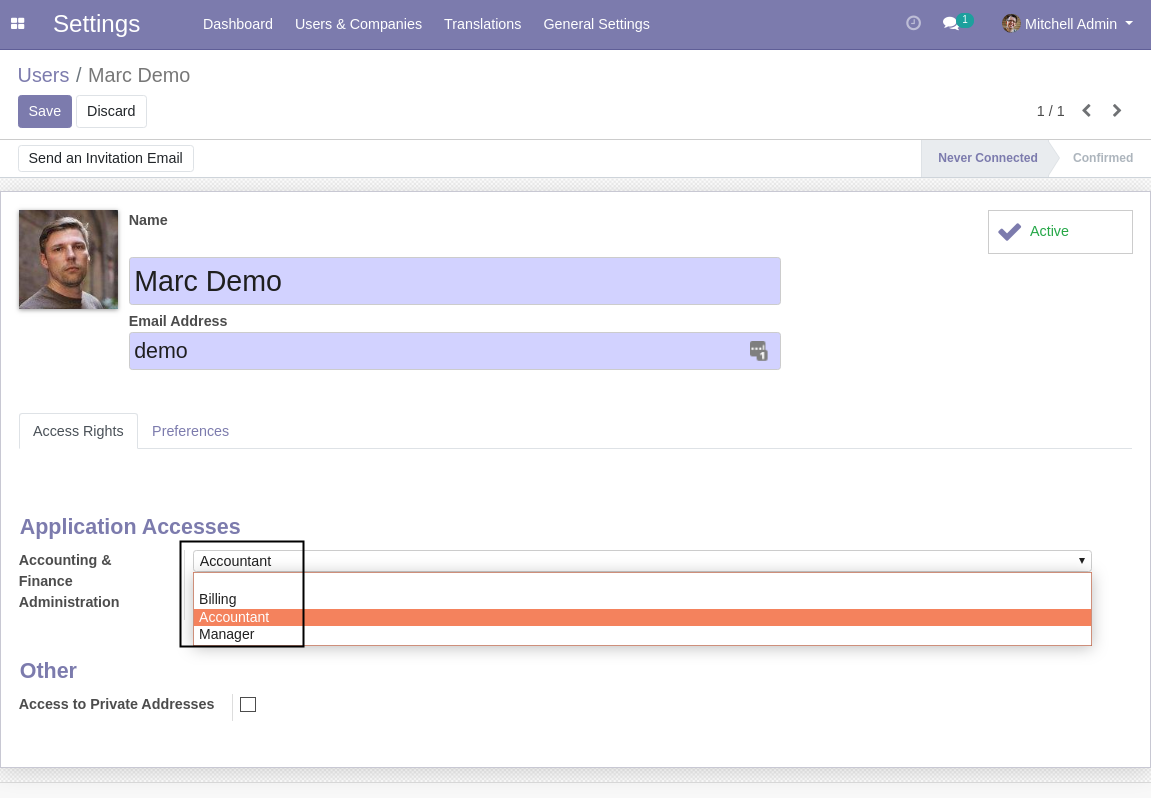 Settings
Dashboard Users & Companies Translations General Settings
1
Mitchell Admin
Users / Marc Demo
Save Discard
1 / 1
Send an Invitation Email
Never Connected Confirmed
Name
Active
Marc Demo
Email Address
demo
1
Access Rights Preferences
Application Accesses
Accounting &
Finance
Accountant
Billing
Accountant
Manager
Administration
Other
Access to Private Addresses